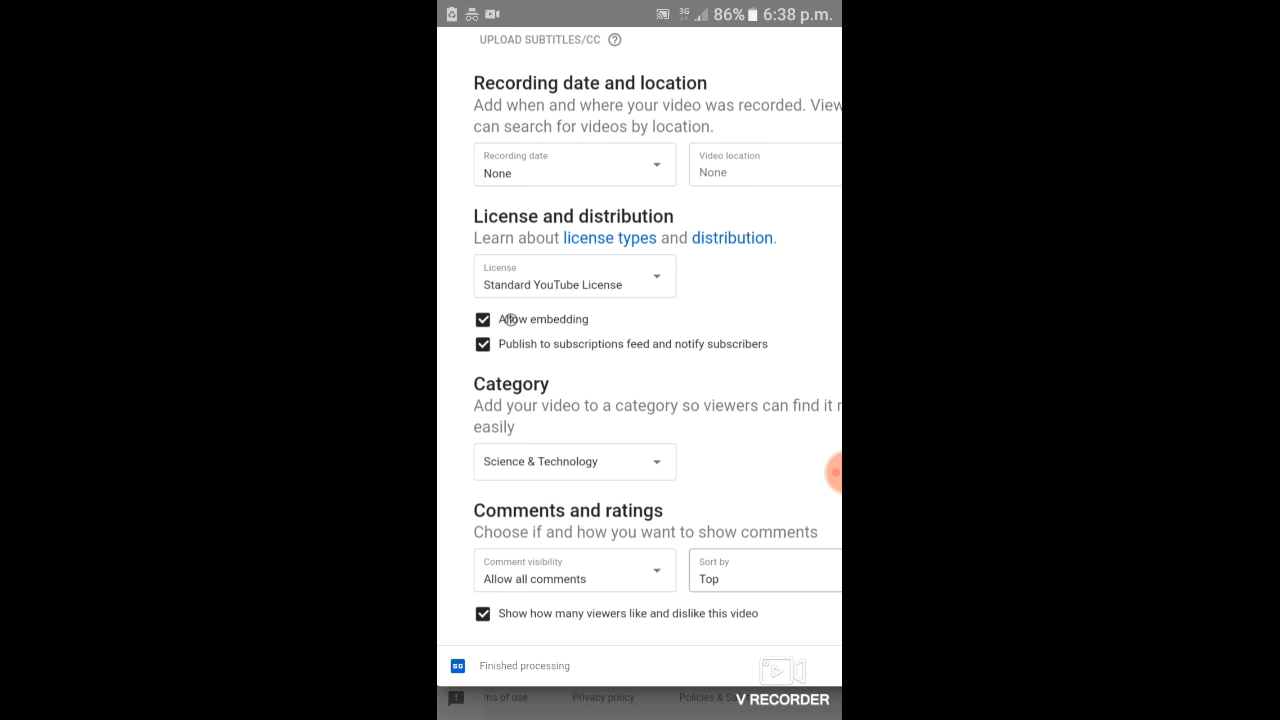 3G 86% 6:38 p.m.
UPLOAD SUBTITLES/CC
Recording date and location
Add when and where your video was recorded. View
can search for videos by location.
Recording date
None
Video location
None
License and distribution
Learn about license types and distribution.
License
Standard YouTube License
Allow embedding
Publish to subscriptions feed and notify subscribers
Category
Add your video to a category so viewers can find it
easily
Science & Technology
Comments and ratings
Choose if and how you want to show comments
Comment visibility
Allow all comments
Sort by
Top
Show how many viewers like and dislike this video
SD Finished processing
ms of use Privacy policy Policies &
V RECORDER